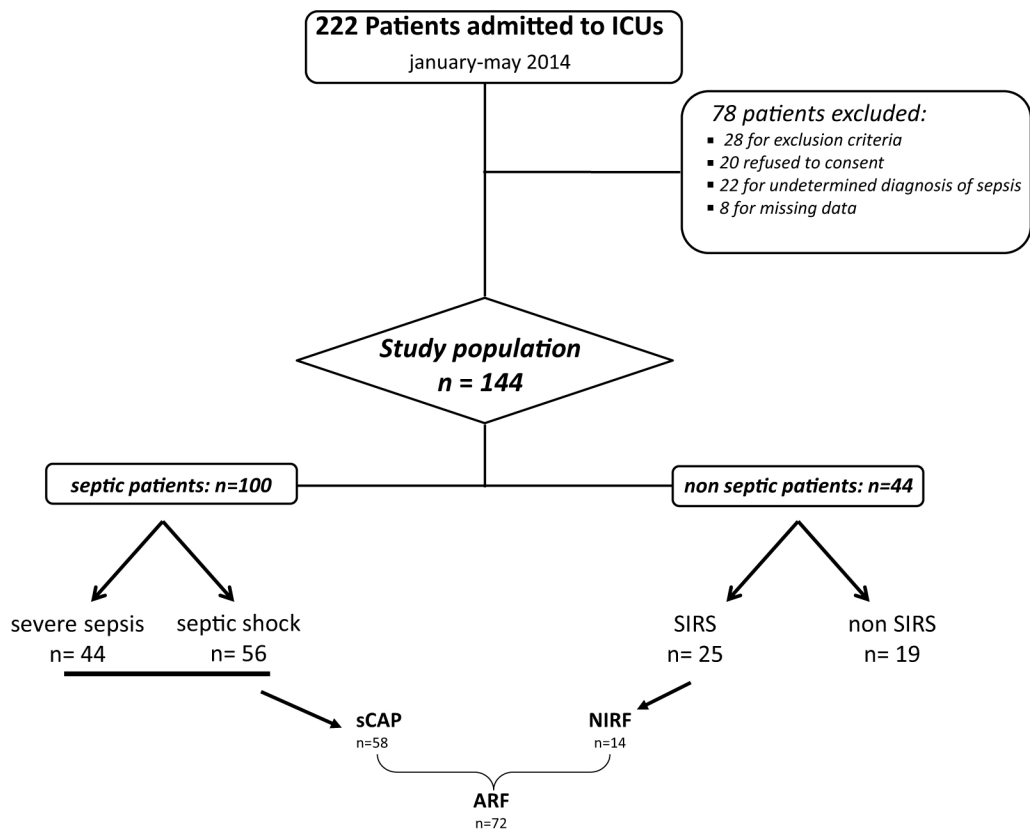 222 Patients admitted to ICUs
january-may 2014
78 patients excluded:
▪ 28 for exclusion criteria
▪ 20 refused to consent
▪ 22 for undetermined diagnosis of sepsis
▪ 8 for missing data
Study population
n = 144
septic patients: n=100
non septic patients: n=44
severe sepsis
n= 44
septic shock
n= 56
SIRS
n= 25
non SIRS
n= 19
sCAP
n=58
NIRF
n=14
ARF
n=72